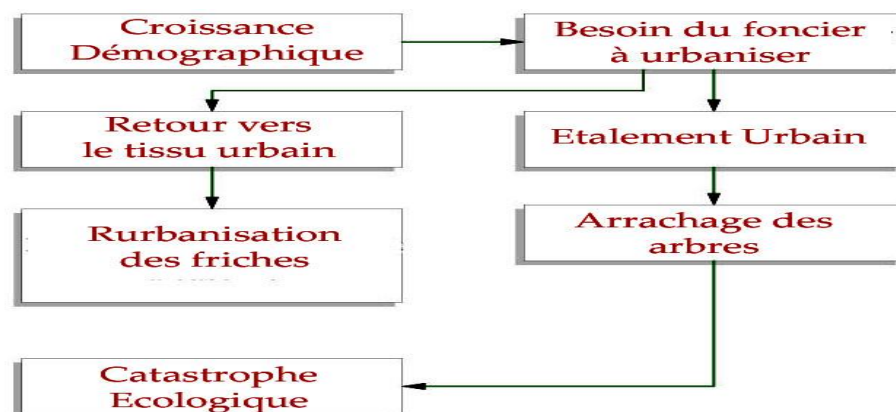 Croissance
Démographique
Besoin du foncier
à urbaniser
Retour vers
le tissu urbain
Etalement Urbain
Rurbanisation
des friches
Arrachage des
arbres
Catastrophe
Ecologique